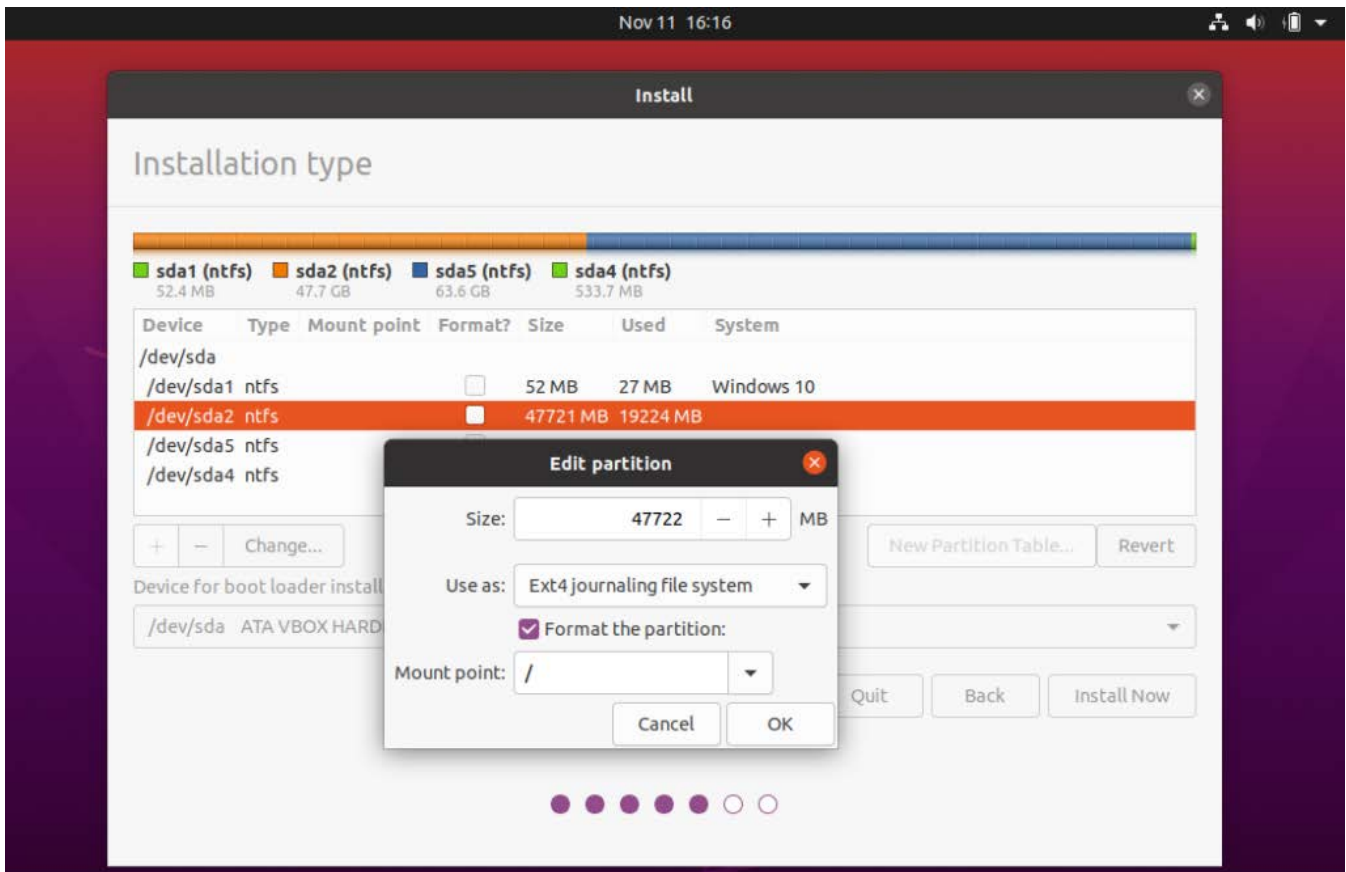 Nov 11 16:16
Install
Installation type
sda1 (ntfs) sda2 (ntfs) sda5 (ntfs) sda4 (ntfs)
52.4 MB 47.7 GB 63.6 GB 533.7 MB
Device Type Mount point Format? Size Used System
/dev/sda
/dev/sda1 ntfs 52 MB 27 MB Windows 10
/dev/sda2 ntfs 47721 MB 19224 MB
/dev/sda5 ntfs
/dev/sda4 ntfs
Edit partition
Size: 47722 − + MB
+ − Change... New Partition Table... Revert
Use as: Ext4 journaling file system
Device for boot loader install
Format the partition:
/dev/sda ATA VBOX HARD
Mount point: /
Quit Back Install Now
Cancel OK